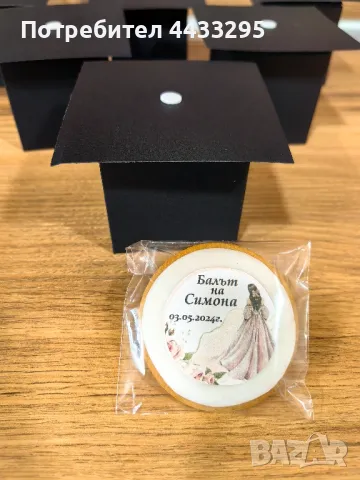 Потребител 4433295
Балът
на
Симона
03.05.2024г.
BAZAR